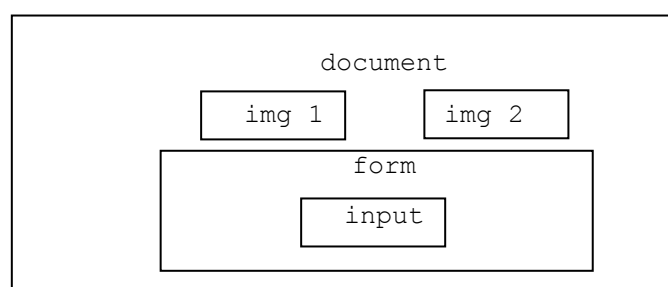 document
img 1 img 2
form
input